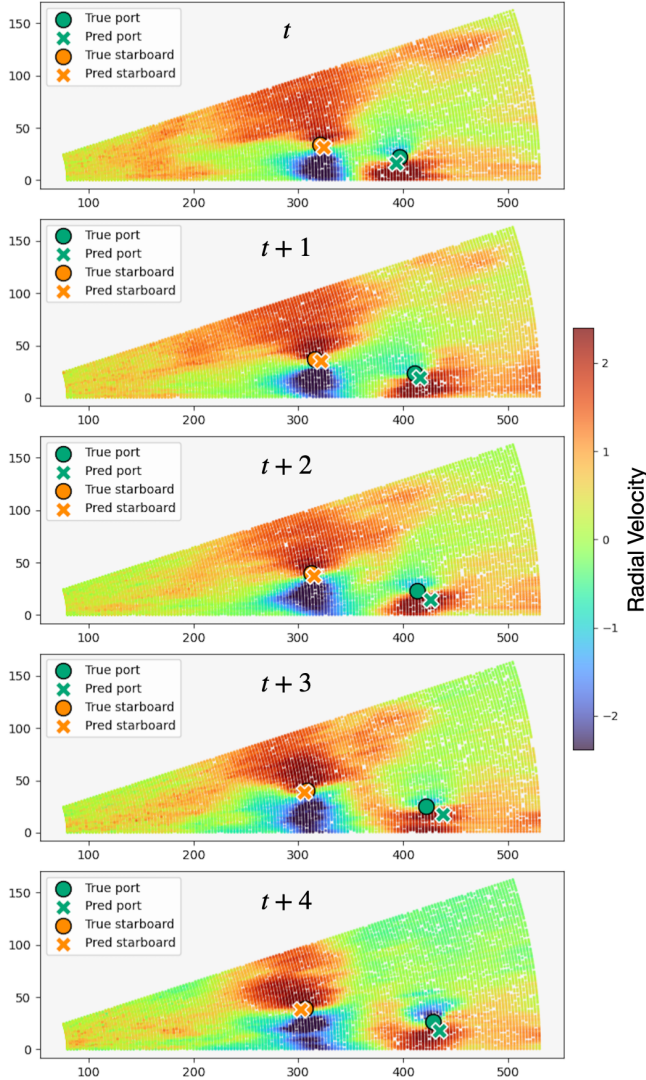 t
True port
Pred port
True starboard
Pred starboard
150
100
50
0
100 200 300 400 500
t + 1
True port
Pred port
True starboard
Pred starboard
150
100
50
0
100 200 300 400 500
t + 2
True port
Pred port
True starboard
Pred starboard
150
100
50
0
100 200 300 400 500
t + 3
True port
Pred port
True starboard
Pred starboard
150
100
50
0
100 200 300 400 500
t + 4
True port
Pred port
True starboard
Pred starboard
150
100
50
0
100 200 300 400 500
2
1
0
−1
−2
Radial Velocity